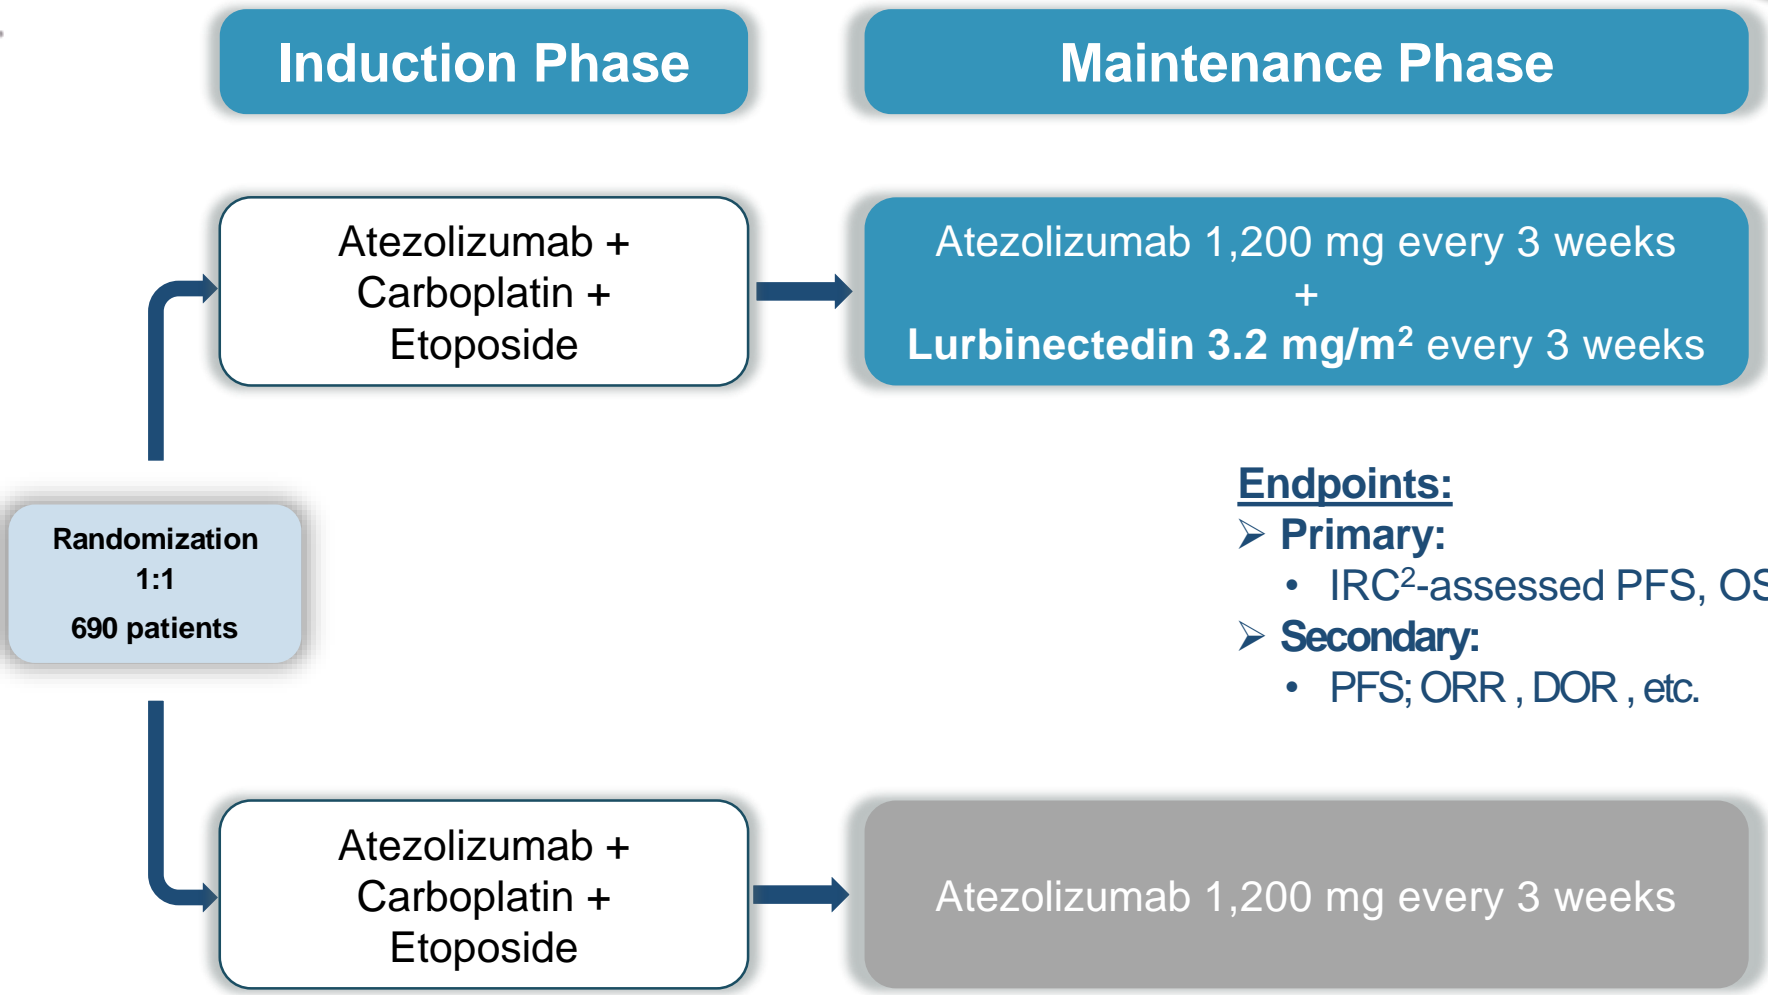 Induction Phase
Maintenance Phase
Atezolizumab +
Carboplatin +
Etoposide
Atezolizumab 1,200 mg every 3 weeks
+
Lurbinectedin 3.2 mg/m² every 3 weeks
Randomization
1:1
690 patients
Endpoints:
➢ Primary:
• IRC²-assessed PFS, OS
➢ Secondary:
• PFS; ORR , DOR , etc.
Atezolizumab +
Carboplatin +
Etoposide
Atezolizumab 1,200 mg every 3 weeks